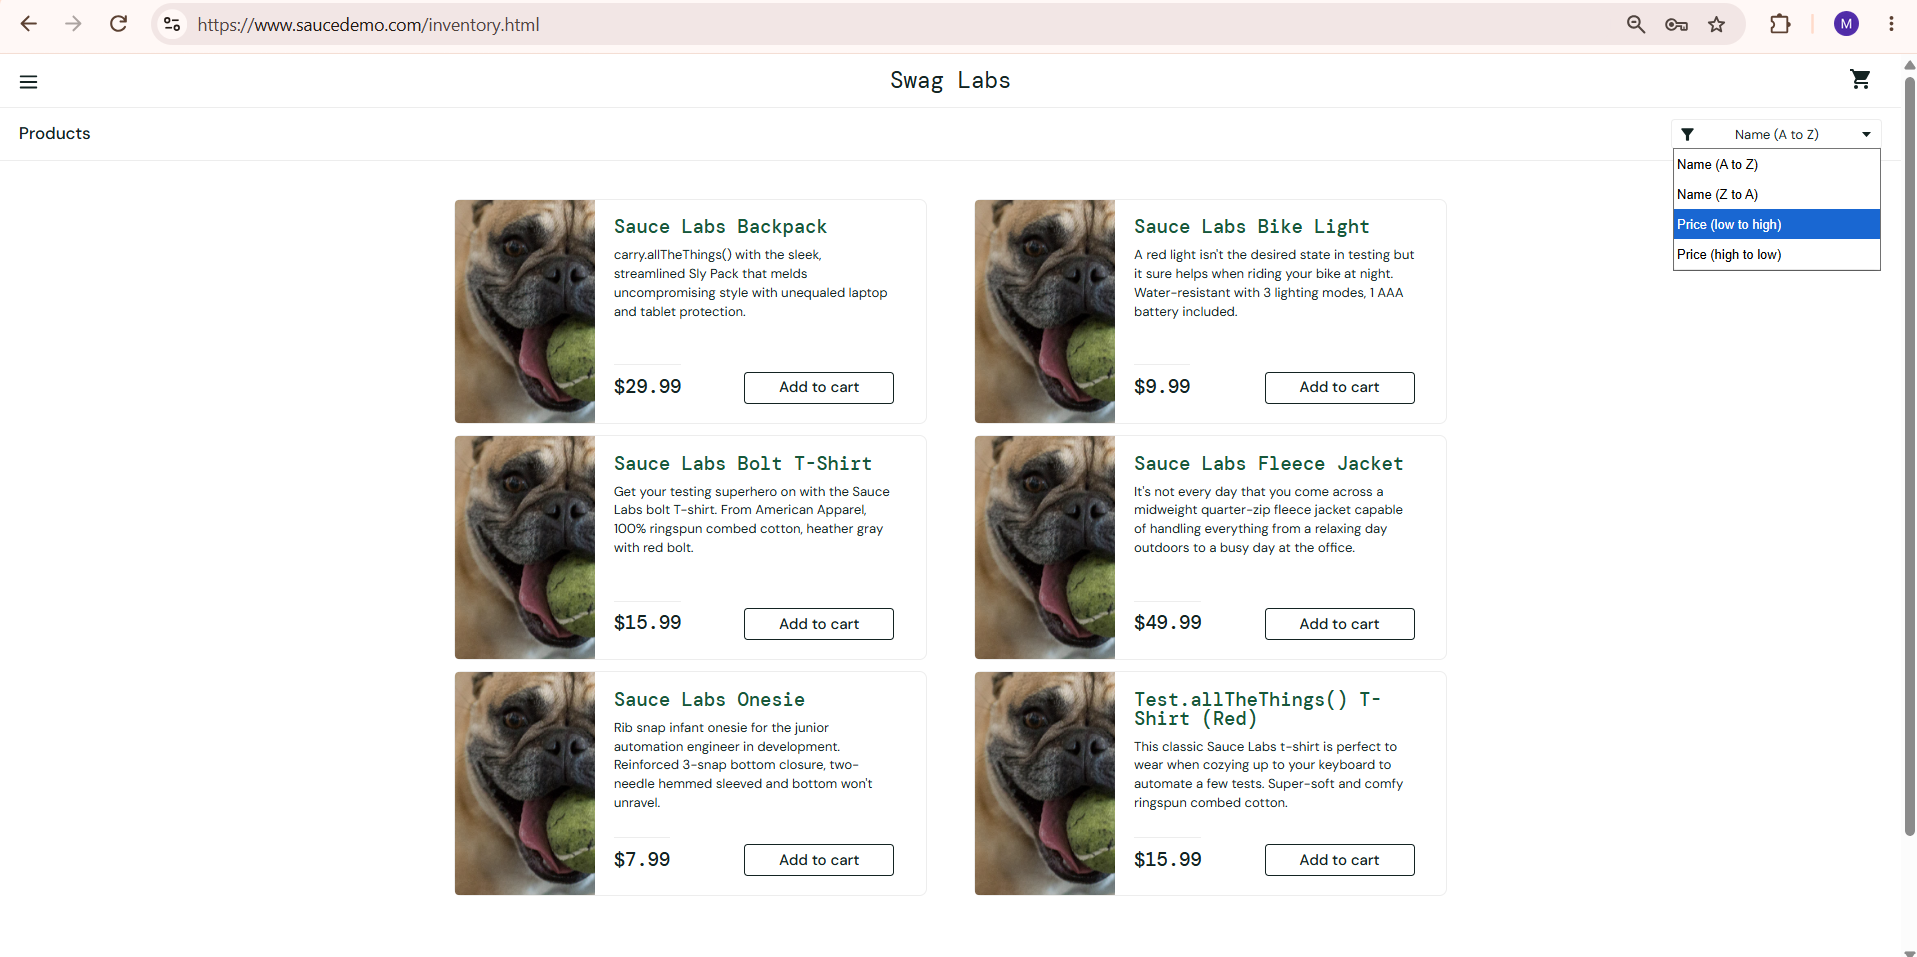 https://www.saucedemo.com/inventory.html
M
Swag Labs
Products
Name (A to Z)
Name (A to Z)
Name (Z to A)
Price (low to high)
Price (high to low)
Sauce Labs Backpack
carry.allTheThings() with the sleek,
streamlined Sly Pack that melds
uncompromising style with unequaled laptop
and tablet protection.
$29.99
Add to cart
Sauce Labs Bike Light
A red light isn't the desired state in testing but
it sure helps when riding your bike at night.
Water-resistant with 3 lighting modes, 1 AAA
battery included.
$9.99
Add to cart
Sauce Labs Bolt T-Shirt
Get your testing superhero on with the Sauce
Labs bolt T-shirt. From American Apparel,
100% ringspun combed cotton, heather gray
with red bolt.
$15.99
Add to cart
Sauce Labs Fleece Jacket
It's not every day that you come across a
midweight quarter-zip fleece jacket capable
of handling everything from a relaxing day
outdoors to a busy day at the office.
$49.99
Add to cart
Sauce Labs Onesie
Rib snap infant onesie for the junior
automation engineer in development.
Reinforced 3-snap bottom closure, two-
needle hemmed sleeved and bottom won't
unravel.
$7.99
Add to cart
Test.allTheThings() T-
Shirt (Red)
This classic Sauce Labs t-shirt is perfect to
wear when cozying up to your keyboard to
automate a few tests. Super-soft and comfy
ringspun combed cotton.
$15.99
Add to cart